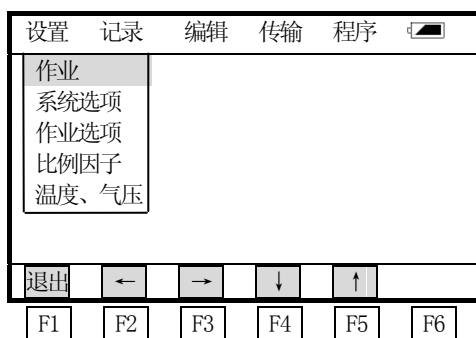 设置 记录 编辑 传输 程序
作业
系统选项
作业选项
比例因子
温度、气压
退出 ← → ↓ ↑
F1 F2 F3 F4 F5 F6